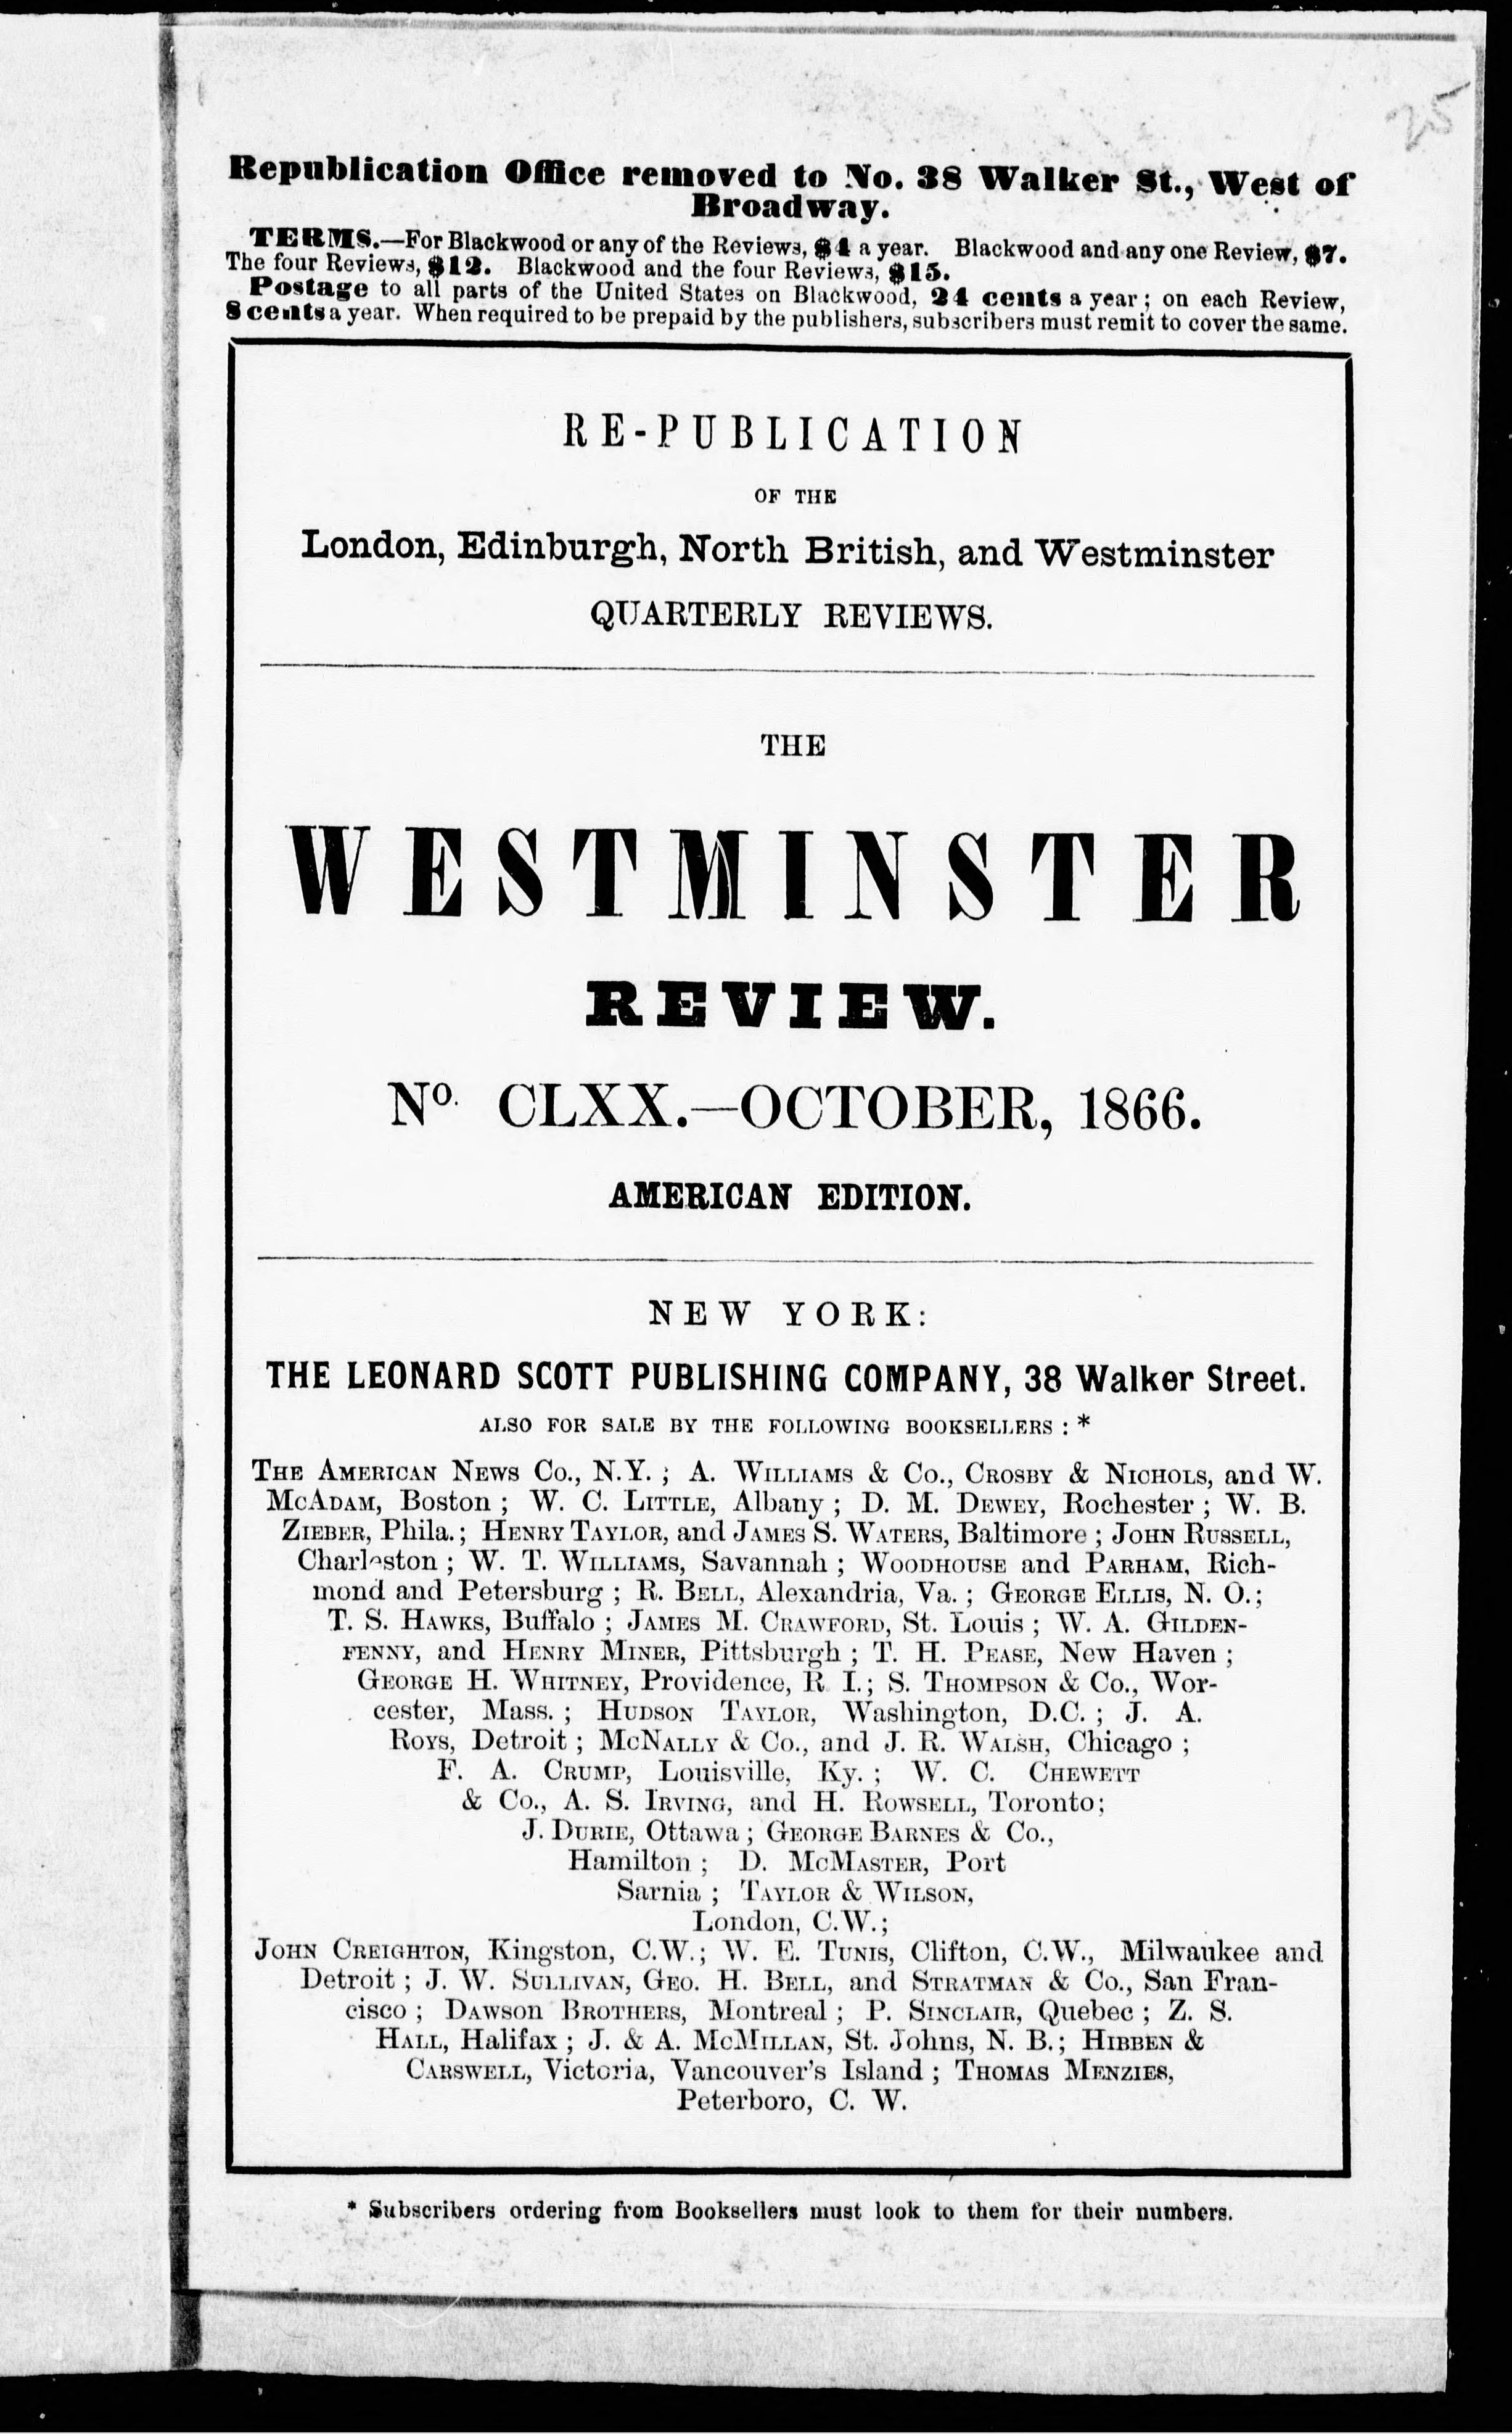 25
Republication Office removed to No. 38 Walker St., West of
Broadway.
TERMS.—For Blackwood or any of the Reviews, $4 a year. Blackwood and any one Review, $7.
The four Reviews, $12. Blackwood and the four Reviews, $15.
Postage to all parts of the United States on Blackwood, 24 cents a year; on each Review,
8 cents a year. When required to be prepaid by the publishers, subscribers must remit to cover the same.
RE-PUBLICATION
OF THE
London, Edinburgh, North British, and Westminster
QUARTERLY REVIEWS.
THE
WESTMINSTER
REVIEW.
No. CLXX.—OCTOBER, 1866.
AMERICAN EDITION.
NEW YORK:
THE LEONARD SCOTT PUBLISHING COMPANY, 38 Walker Street.
ALSO FOR SALE BY THE FOLLOWING BOOKSELLERS : *
THE AMERICAN NEWS CO., N.Y. ; A. WILLIAMS & CO., CROSBY & NICHOLS, and W.
MCADAM, Boston ; W. C. LITTLE, Albany ; D. M. DEWEY, Rochester ; W. B.
ZIEBER, Phila. ; HENRY TAYLOR, and JAMES S. WATERS, Baltimore ; JOHN RUSSELL,
Charleston ; W. T. WILLIAMS, Savannah ; WOODHOUSE and PARHAM, Rich-
mond and Petersburg ; R. BELL, Alexandria, Va. ; GEORGE ELLIS, N. O. ;
T. S. HAWKS, Buffalo ; JAMES M. CRAWFORD, St. Louis ; W. A. GILDEN-
FENNY, and HENRY MINER, Pittsburgh ; T. H. PEASE, New Haven ;
GEORGE H. WHITNEY, Providence, R. I. ; S. THOMPSON & CO., Wor-
cester, Mass. ; HUDSON TAYLOR, Washington, D.C. ; J. A.
ROYS, Detroit ; MCNALLY & CO., and J. R. WALSH, Chicago ;
F. A. CRUMP, Louisville, Ky. ; W. C. CHEWETT
& CO., A. S. IRVING, and H. ROWSELL, Toronto;
J. DURIE, Ottawa ; GEORGE BARNES & CO.,
Hamilton ; D. MCMASTER, Port
Sarnia ; TAYLOR & WILSON,
London, C.W.;
JOHN CREIGHTON, Kingston, C.W.; W. E. TUNIS, Clifton, C.W., Milwaukee and
Detroit ; J. W. SULLIVAN, GEO. H. BELL, and STRATMAN & CO., San Fran-
cisco ; DAWSON BROTHERS, Montreal ; P. SINCLAIR, Quebec ; Z. S.
HALL, Halifax ; J. & A. MCMILLAN, St. Johns, N. B. ; HIBBEN &
CARSWELL, Victoria, Vancouver's Island ; THOMAS MENZIES,
Peterboro, C. W.
* Subscribers ordering from Booksellers must look to them for their numbers.